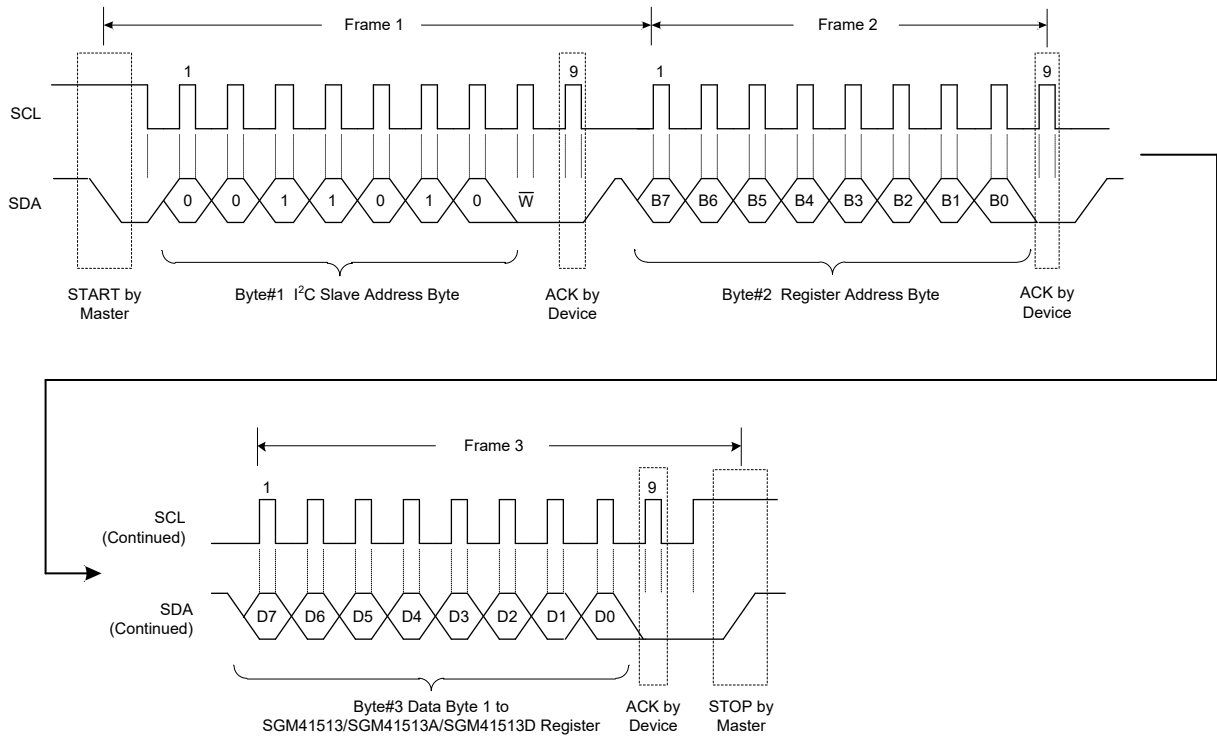 Frame 1
Frame 2
1
9
1
9
SCL
SDA
0 0 1 1 0 1 0 W̅
B7 B6 B5 B4 B3 B2 B1 B0
START by
Master
Byte#1 I²C Slave Address Byte
ACK by
Device
Byte#2 Register Address Byte
ACK by
Device
Frame 3
1
9
SCL
(Continued)
SDA
(Continued)
D7 D6 D5 D4 D3 D2 D1 D0
Byte#3 Data Byte 1 to
SGM41513/SGM41513A/SGM41513D Register
ACK by
Device
STOP by
Master